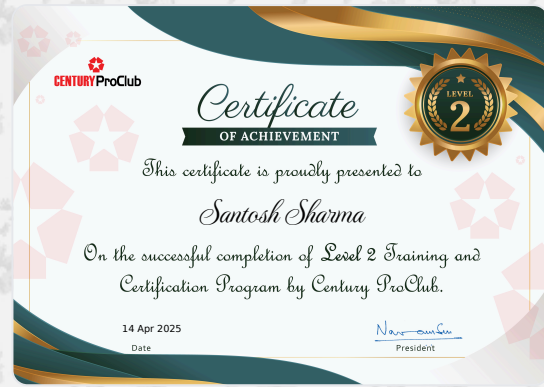 CENTURY ProClub
Certificate
OF ACHIEVEMENT
LEVEL
2
This certificate is proudly presented to
Santosh Sharma
On the successful completion of Level 2 Training and
Certification Program by Century ProClub.
14 Apr 2025
Date
President